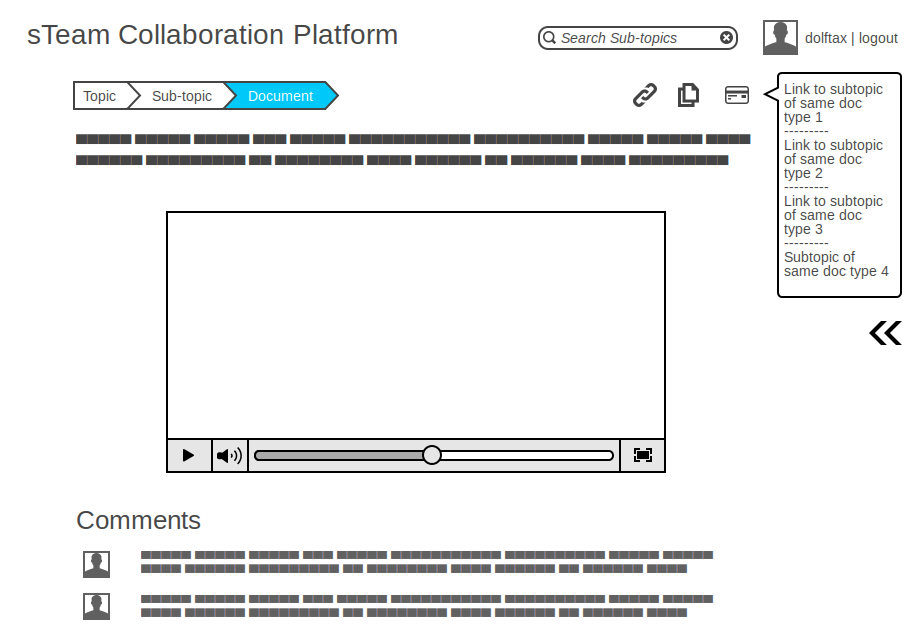 sTeam Collaboration Platform
Search Sub-topics
dolftax | logout
Topic
Sub-topic
Document
Link to subtopic
of same doc
type 1
---------
Link to subtopic
of same doc
type 2
---------
Link to subtopic
of same doc
type 3
---------
Subtopic of
same doc type 4
Comments